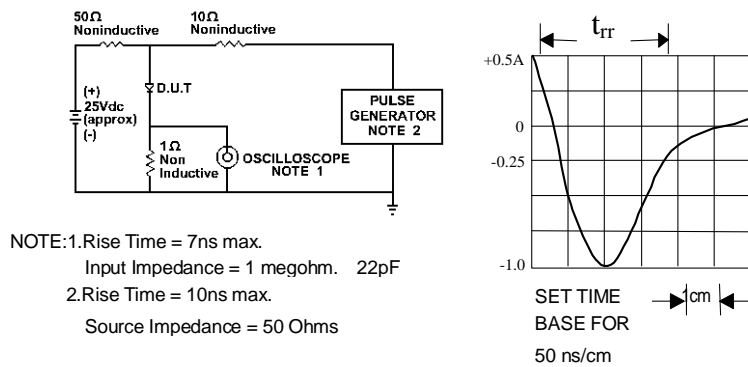 50Ω
Noninductive
10Ω
Noninductive
D.U.T
(+)
25Vdc
(approx)
(-)
1Ω
Non
Inductive
OSCILLOSCOPE
NOTE 1
PULSE
GENERATOR
NOTE 2
NOTE:1.Rise Time = 7ns max.
Input Impedance = 1 megohm. 22pF
2.Rise Time = 10ns max.
Source Impedance = 50 Ohms
trr
+0.5A
0
-0.25
-1.0
SET TIME
BASE FOR
50 ns/cm
1cm